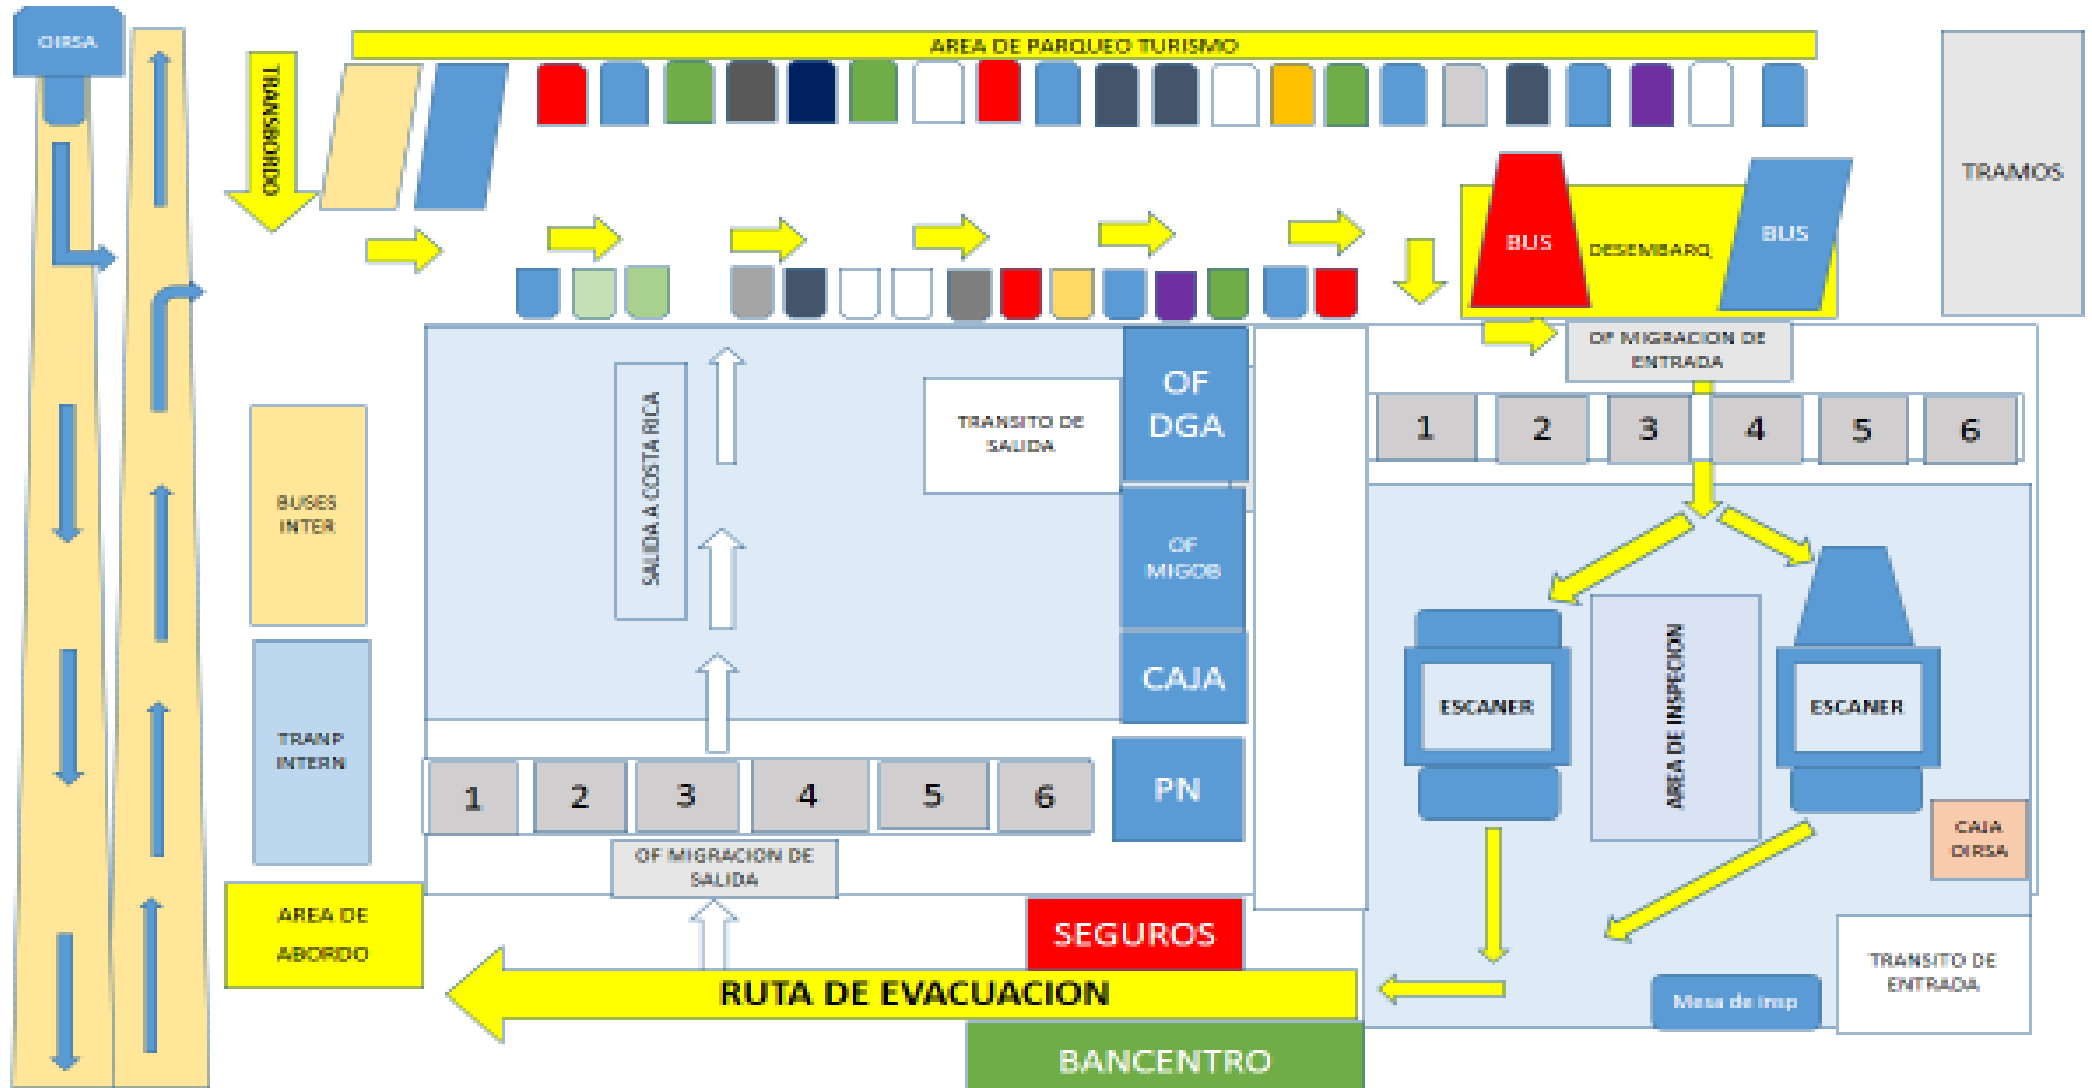 OIRSA
AREA DE PARQUEO TURISMO
TRANSBORDO
TRAMOS
BUS
DESEMBARQ
BUS
OF MIGRACION DE
ENTRADA
OF
DGA
TRANSITO DE
SALIDA
SALIDA A COSTA RICA
1
2
3
4
5
6
BUSES
INTER
OF
MIGOB
CAJA
AREA DE INSPECION
ESCANER
ESCANER
TRANP
INTERN
1
2
3
4
5
6
PN
OF MIGRACION DE
SALIDA
CAJA
OIRSA
AREA DE
ABORDO
SEGUROS
RUTA DE EVACUACION
TRANSITO DE
ENTRADA
Mesa de insp
BANCENTRO